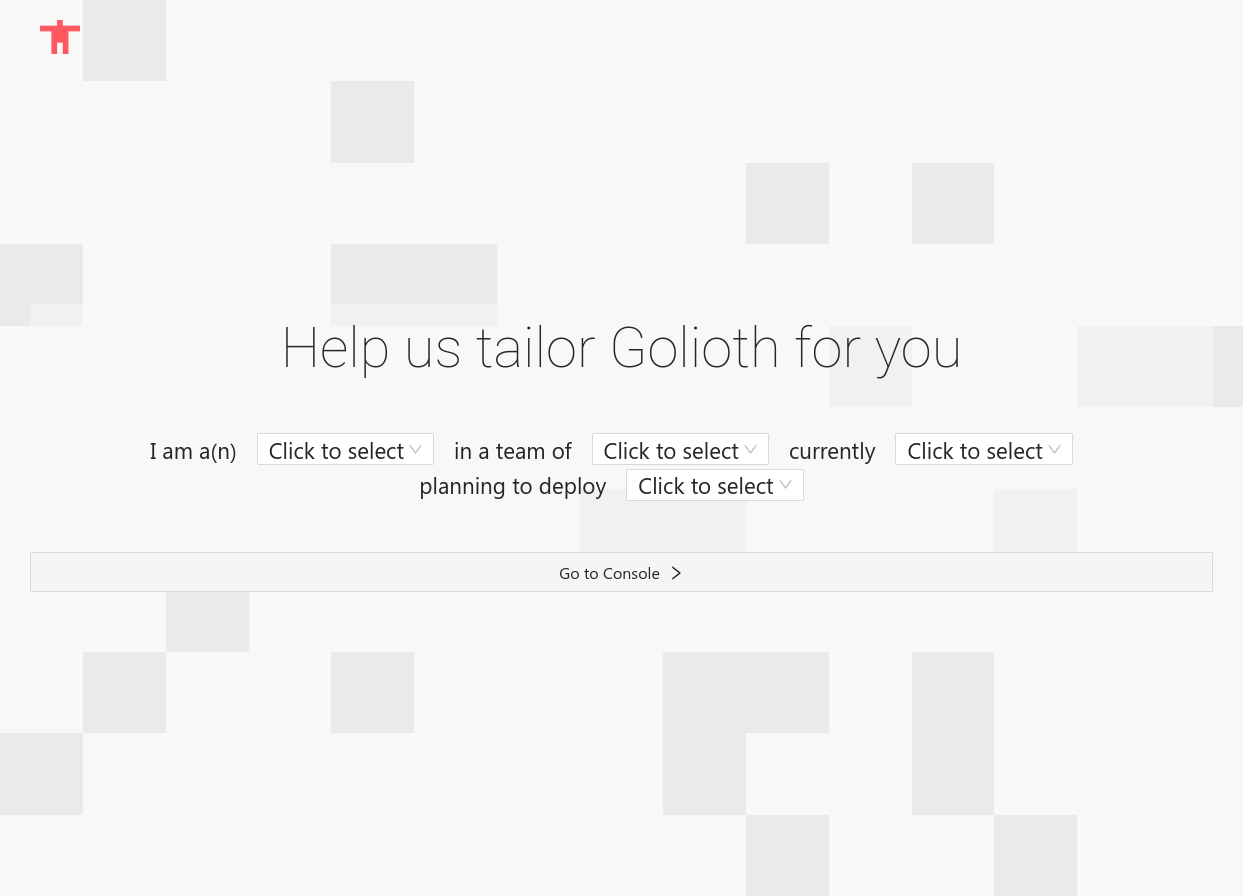 Help us tailor Golioth for you
I am a(n) Click to select in a team of Click to select currently Click to select
planning to deploy Click to select
Go to Console